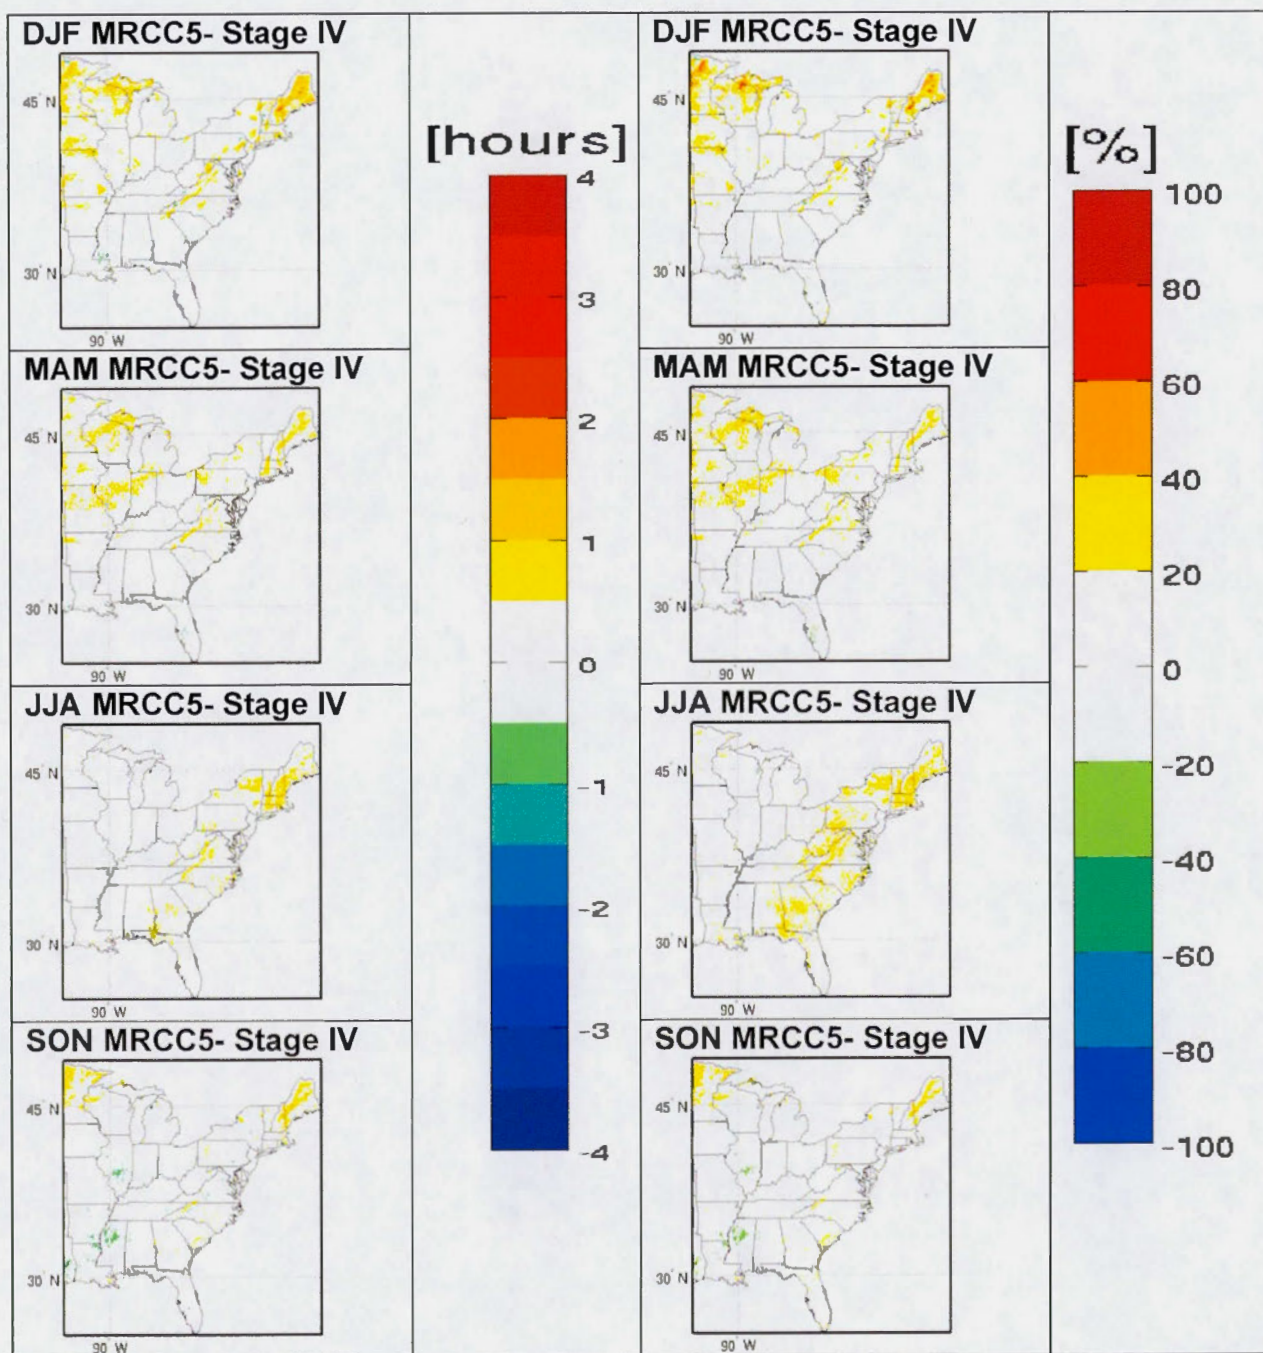 DJF MRCC5- Stage IV
45° N
30° N
90° W
MAM MRCC5- Stage IV
45° N
30° N
90° W
JJA MRCC5- Stage IV
45° N
30° N
90° W
SON MRCC5- Stage IV
45° N
30° N
90° W
[hours]
4
3
2
1
0
-1
-2
-3
-4
DJF MRCC5- Stage IV
45° N
30° N
90° W
MAM MRCC5- Stage IV
45° N
30° N
90° W
JJA MRCC5- Stage IV
45° N
30° N
90° W
SON MRCC5- Stage IV
45° N
30° N
90° W
[%]
100
80
60
40
20
0
-20
-40
-60
-80
-100